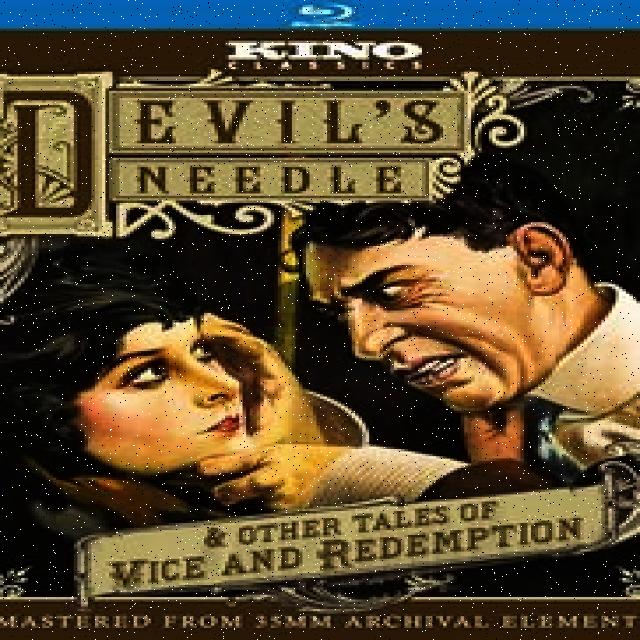 KINO
CLASSICS
DEVIL'S
NEEDLE
& OTHER TALES OF
VICE AND REDEMPTION
MASTERED FROM 35MM ARCHIVAL ELEMENT